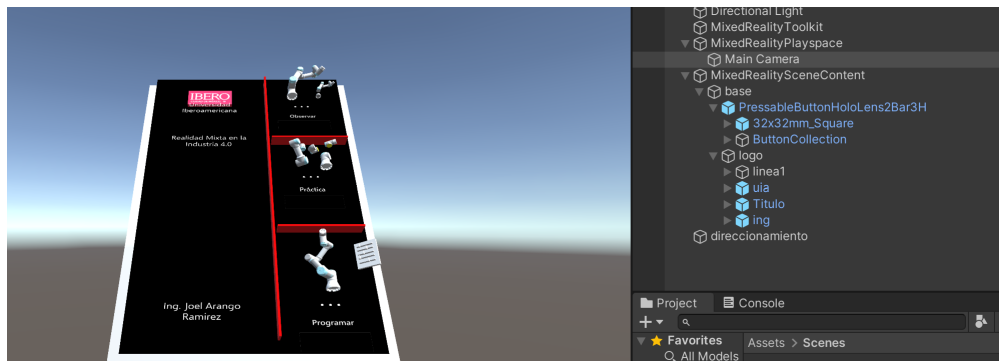 IBERO
Universidad
Iberoamericana
Realidad Mixta en la
Industria 4.0
Ing. Joel Arango
Ramirez
Observar
Práctica
Programar
Directional Light
MixedRealityToolkit
MixedRealityPlayspace
Main Camera
MixedRealitySceneContent
base
PressableButtonHoloLens2Bar3H
32x32mm_Square
ButtonCollection
logo
linea1
uia
Titulo
ing
direccionamiento
Project
Console
Favorites
All Models
Assets > Scenes